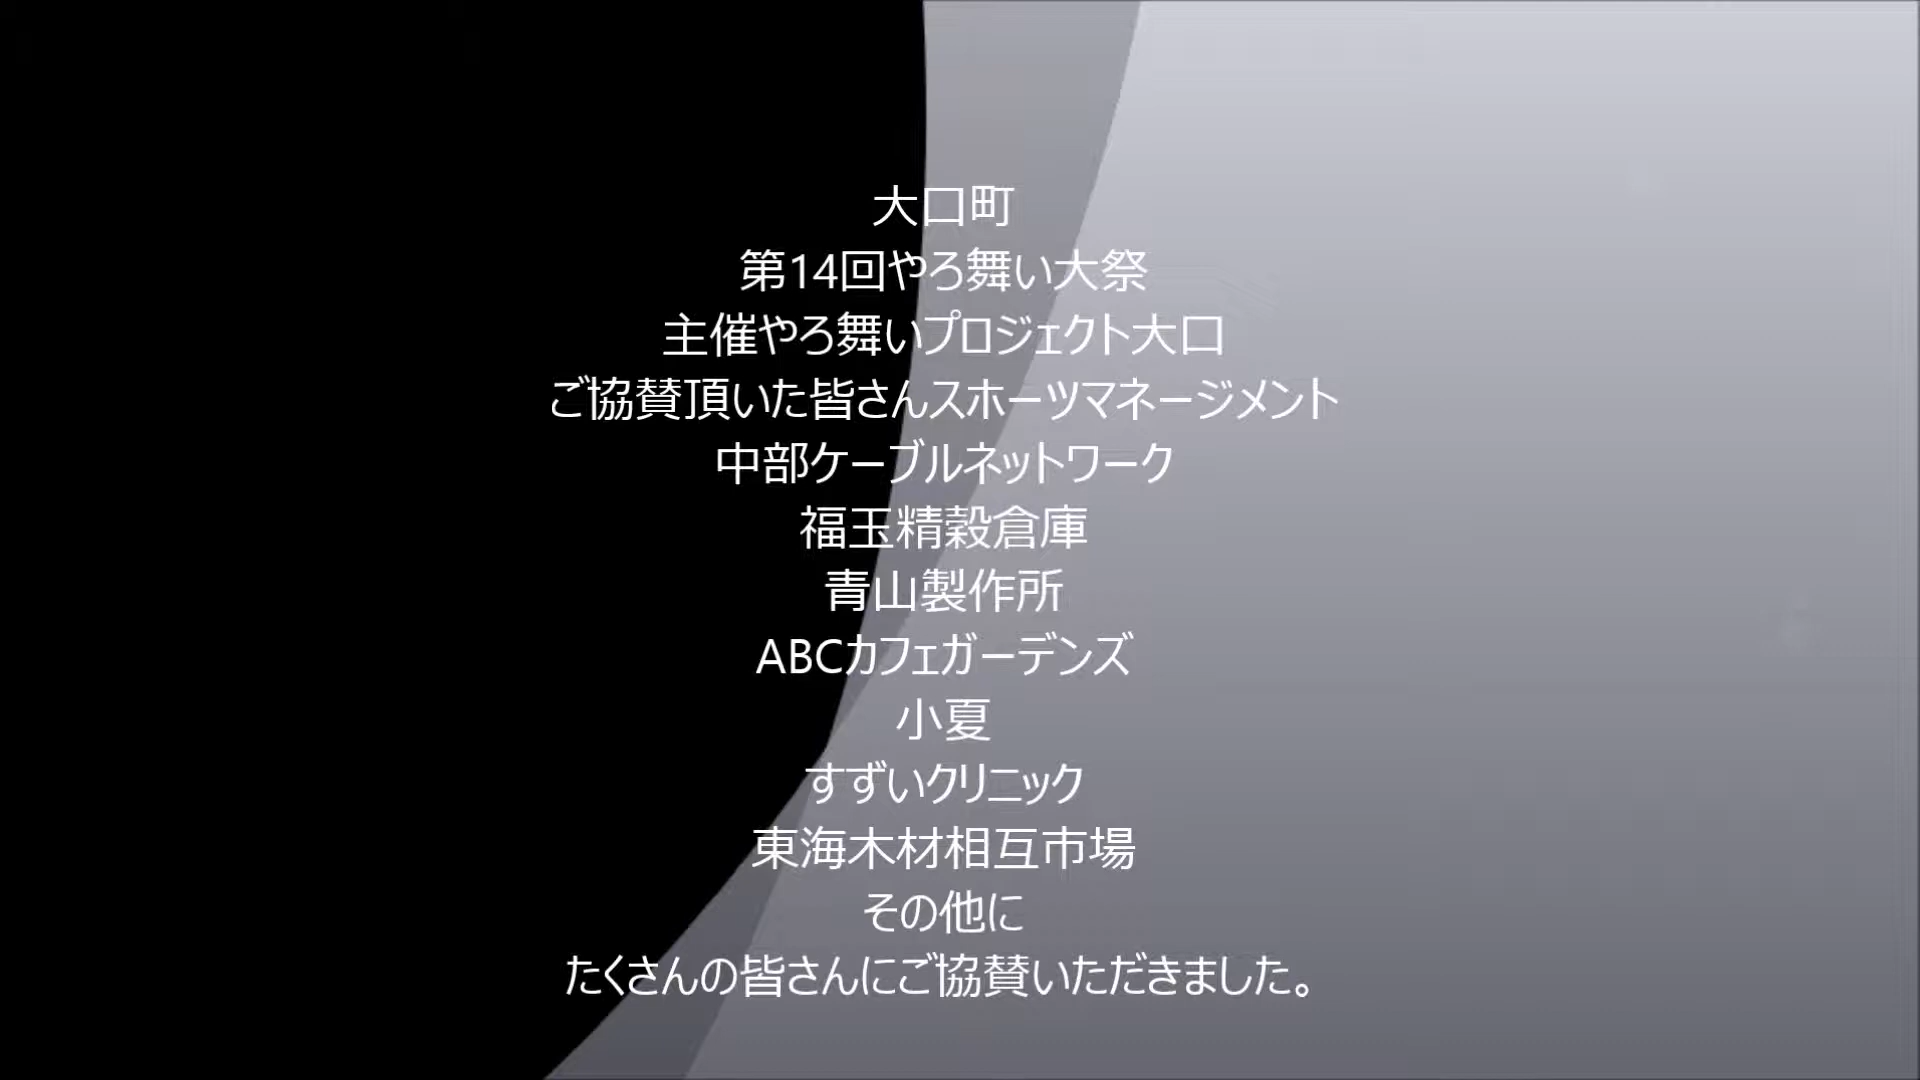 大口町
第14回やろ舞い大祭
主催やろ舞いプロジェクト大口
ご協賛頂いた皆さんスホーツマネージメント
中部ケーブルネットワーク
福玉精穀倉庫
青山製作所
ABCカフェガーデンズ
小夏
すずいクリニック
東海木材相互市場
その他に
たくさんの皆さんにご協賛いただきました。